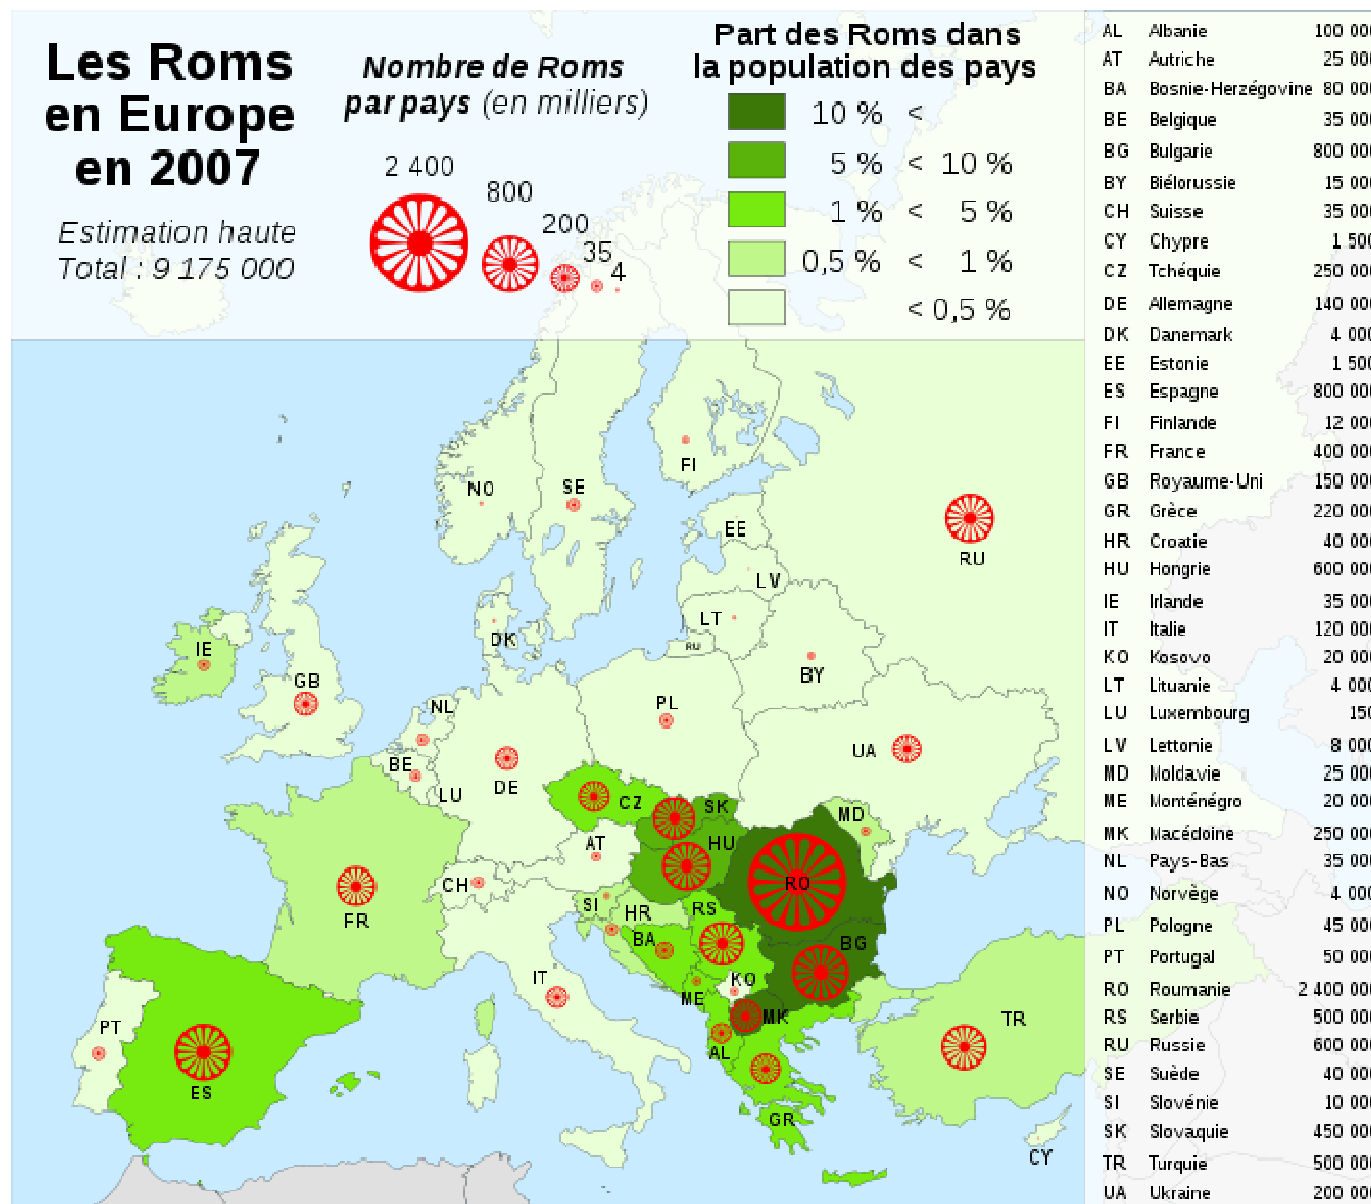 Les Roms
en Europe
en 2007
Estimation haute
Total : 9 175 000
Nombre de Roms
par pays (en milliers)
2 400
800
200
35
4
Part des Roms dans
la population des pays
10 % <
5 % < 10 %
1 % < 5 %
0,5 % < 1 %
< 0,5 %
AL Albanie 100 000
AT Autriche 25 000
BA Bosnie-Herzégovine 80 000
BE Belgique 35 000
BG Bulgarie 800 000
BY Biélorussie 15 000
CH Suisse 35 000
CY Chypre 1 500
CZ Tchéquie 250 000
DE Allemagne 140 000
DK Danemark 4 000
EE Estonie 1 500
ES Espagne 800 000
FI Finlande 12 000
FR France 400 000
GB Royaume-Uni 150 000
GR Grèce 220 000
HR Croatie 40 000
HU Hongrie 600 000
IE Irlande 35 000
IT Italie 120 000
KO Kosovo 20 000
LT Lituanie 4 000
LU Luxembourg 150
LV Lettonie 8 000
MD Moldavie 25 000
ME Monténégro 20 000
MK Macédoine 250 000
NL Pays-Bas 35 000
NO Norvège 4 000
PL Pologne 45 000
PT Portugal 50 000
RO Roumanie 2 400 000
RS Serbie 500 000
RU Russie 600 000
SE Suède 40 000
SI Slovénie 10 000
SK Slovaquie 450 000
TR Turquie 500 000
UA Ukraine 200 000
FI
NO
SE
EE
RU
LV
LT
DK
RU
IE
GB
BY
NL
PL
BE
UA
LU
DE
CZ
SK
MD
AT
HU
CH
RO
SI
HR
RS
FR
BA
BG
IT
KO
ME
PT
MK
TR
AL
ES
GR
CY